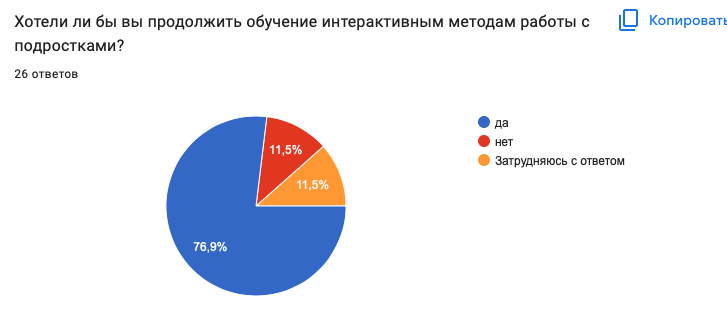 Хотели ли бы вы продолжить обучение интерактивным методам работы с
подростками?
Копировать
26 ответов
да
нет
Затрудняюсь с ответом
11,5%
11,5%
76,9%